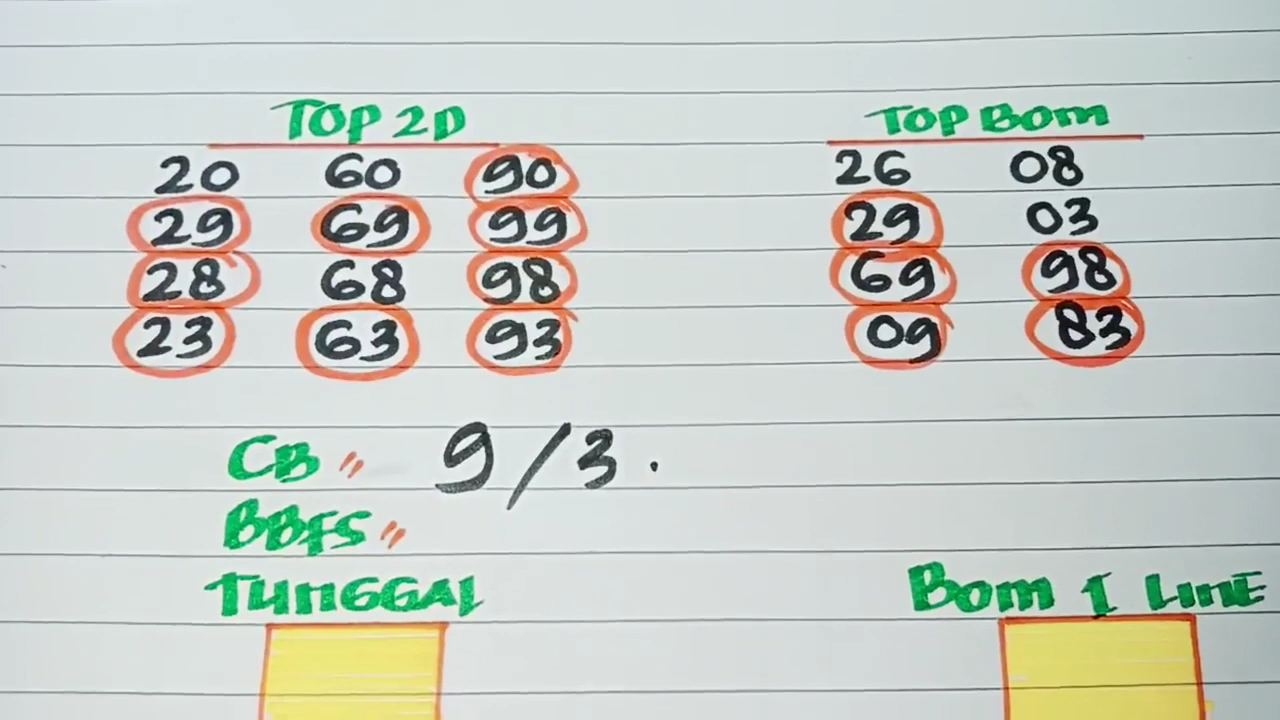 TOP 2D TOP BOM
20 60 90 26 08
29 69 99 29 03
28 68 98 69 98
23 63 93 09 83
CB " 9/3.
BBFS "
TUNGGAL BOM 1 LINE